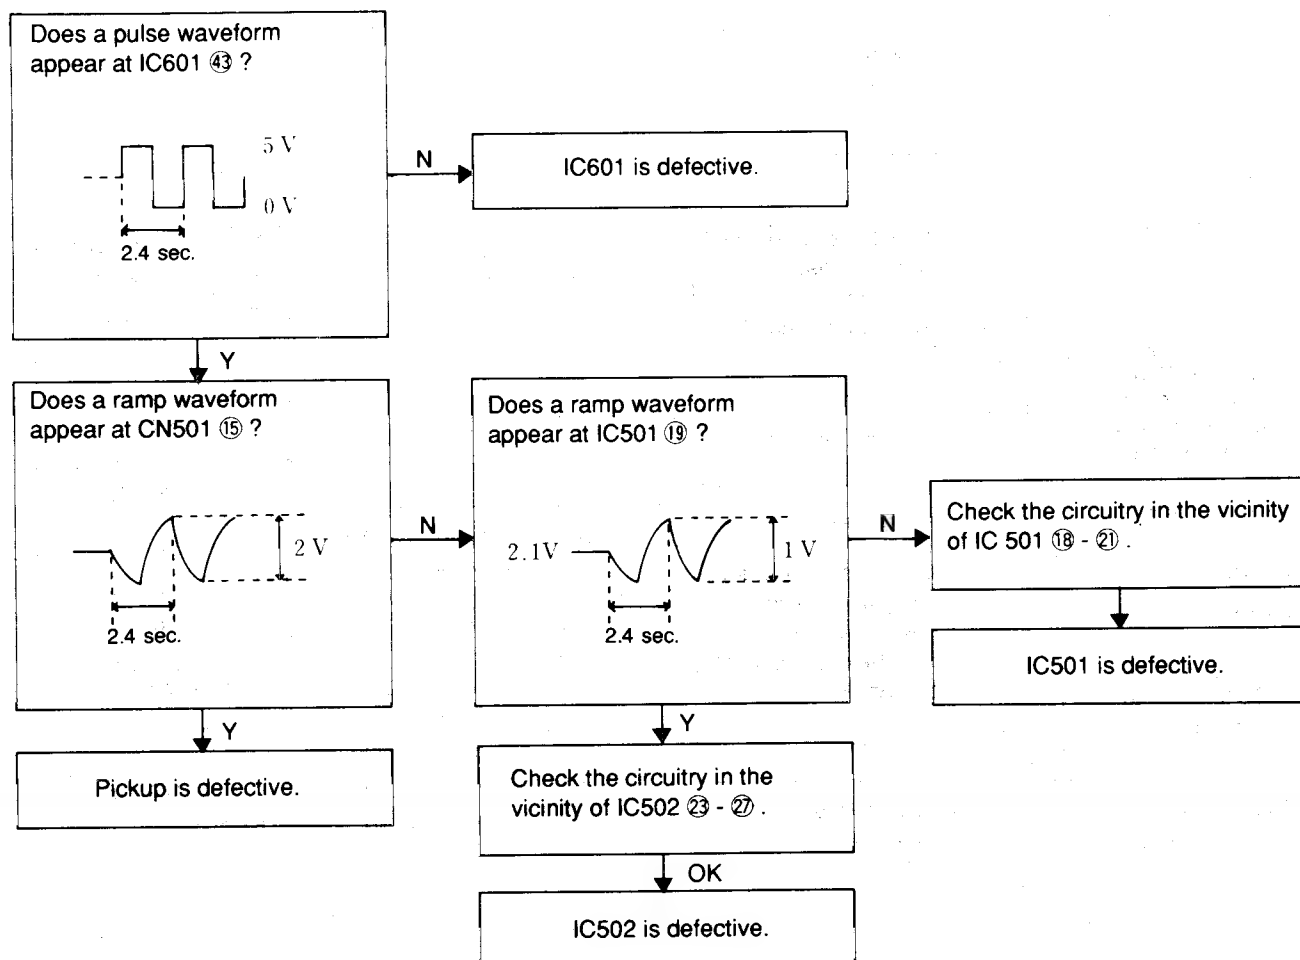 Does a pulse waveform
appear at IC601 ㊸ ?
5 V
0 V
2.4 sec.
N
IC601 is defective.
Y
Does a ramp waveform
appear at CN501 ⑮ ?
2 V
2.4 sec.
N
Does a ramp waveform
appear at IC501 ⑲ ?
2.1V
1 V
2.4 sec.
N
Check the circuitry in the vicinity
of IC 501 ⑱ - ㉑ .
IC501 is defective.
Y
Pickup is defective.
Y
Check the circuitry in the
vicinity of IC502 ㉓ - ㉗ .
OK
IC502 is defective.